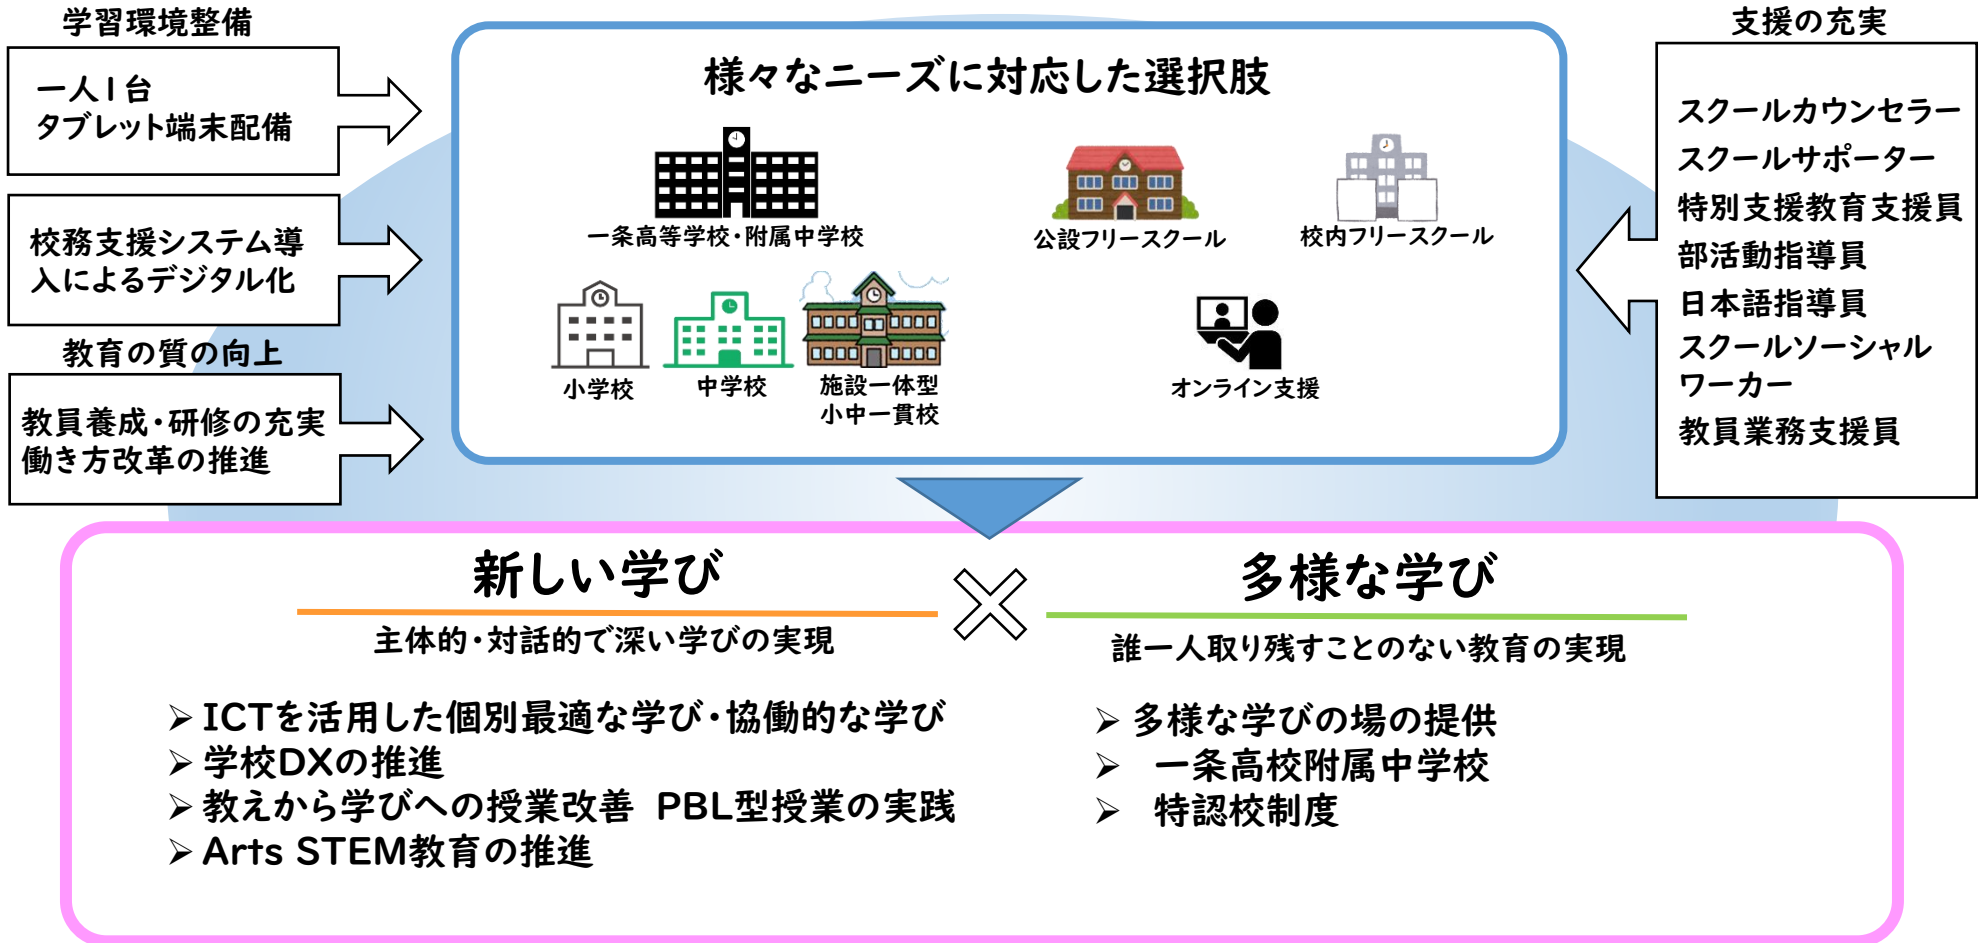 学習環境整備
一人1台
タブレット端末配備
校務支援システム導
入によるデジタル化
教育の質の向上
教員養成・研修の充実
働き方改革の推進
様々なニーズに対応した選択肢
一条高等学校・附属中学校
公設フリースクール
校内フリースクール
小学校
中学校
施設一体型
小中一貫校
オンライン支援
支援の充実
スクールカウンセラー
スクールサポーター
特別支援教育支援員
部活動指導員
日本語指導員
スクールソーシャル
ワーカー
教員業務支援員
新しい学び
主体的・対話的で深い学びの実現
➢ ICTを活用した個別最適な学び・協働的な学び
➢ 学校DXの推進
➢ 教えから学びへの授業改善 PBL型授業の実践
➢ Arts STEM教育の推進
多様な学び
誰一人取り残すことのない教育の実現
➢ 多様な学びの場の提供
➢ 一条高校附属中学校
➢ 特認校制度